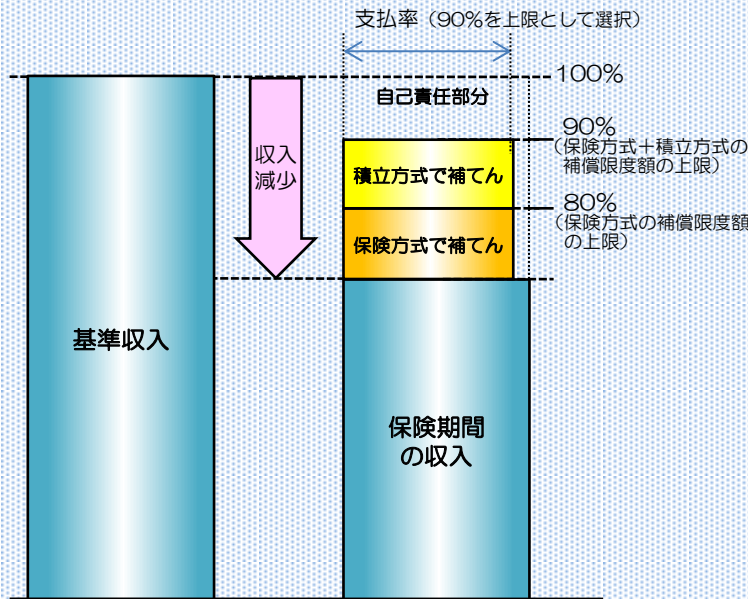 支払率（90%を上限として選択）
100%
自己責任部分
90%
（保険方式＋積立方式の
補償限度額の上限）
収入
減少
積立方式で補てん
80%
（保険方式の補償限度額
の上限）
保険方式で補てん
基準収入
保険期間
の収入